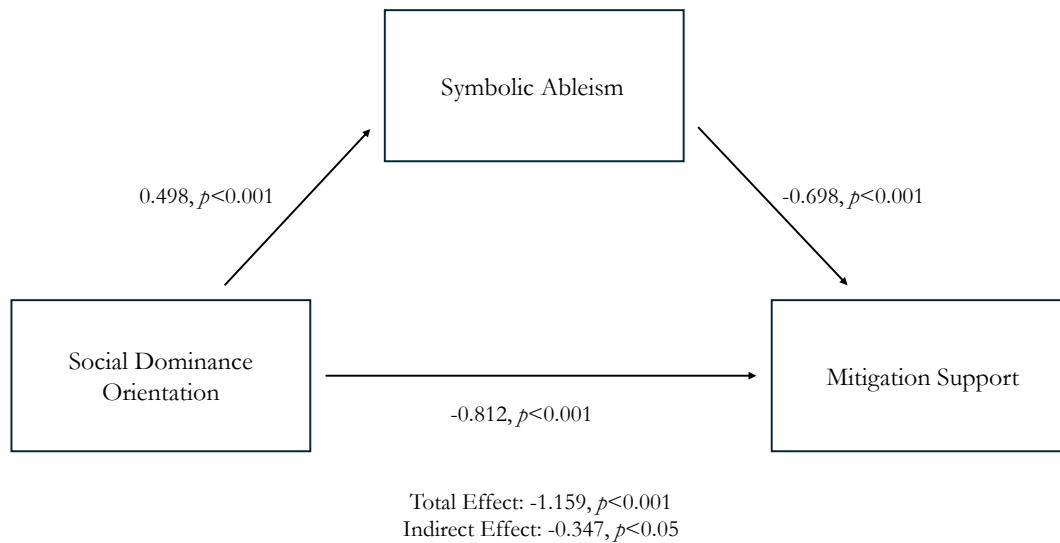 Symbolic Ableism
0.498, p<0.001
-0.698, p<0.001
Social Dominance
Orientation
Mitigation Support
-0.812, p<0.001
Total Effect: -1.159, p<0.001
Indirect Effect: -0.347, p<0.05